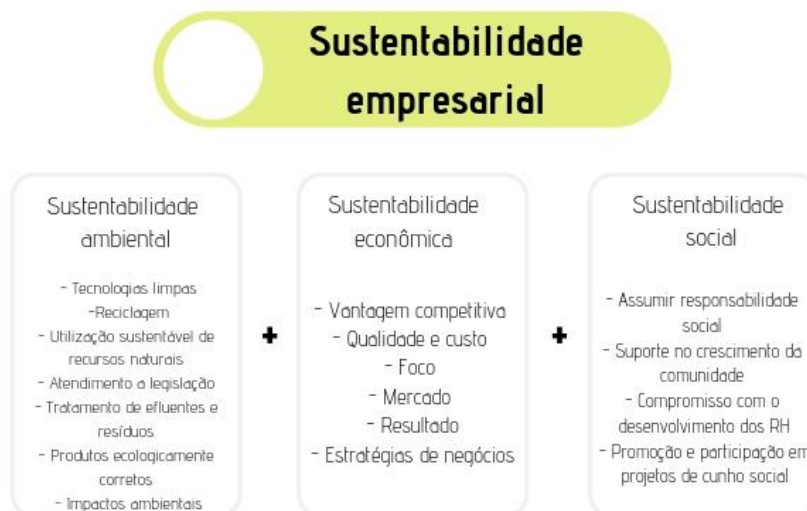 Sustentabilidade
empresarial
Sustentabilidade
ambiental
- Tecnologias limpas
-Reciclagem
- Utilização sustentável de
recursos naturais
- Atendimento a legislação
- Tratamento de efluentes e
resíduos
- Produtos ecologicamente
corretos
- Impactos ambientais
+
Sustentabilidade
econômica
- Vantagem competitiva
- Qualidade e custo
- Foco
- Mercado
- Resultado
- Estratégias de negócios
+
Sustentabilidade
social
- Assumir responsabilidade
social
- Suporte no crescimento da
comunidade
- Compromisso com o
desenvolvimento dos RH
- Promoção e participação em
projetos de cunho social